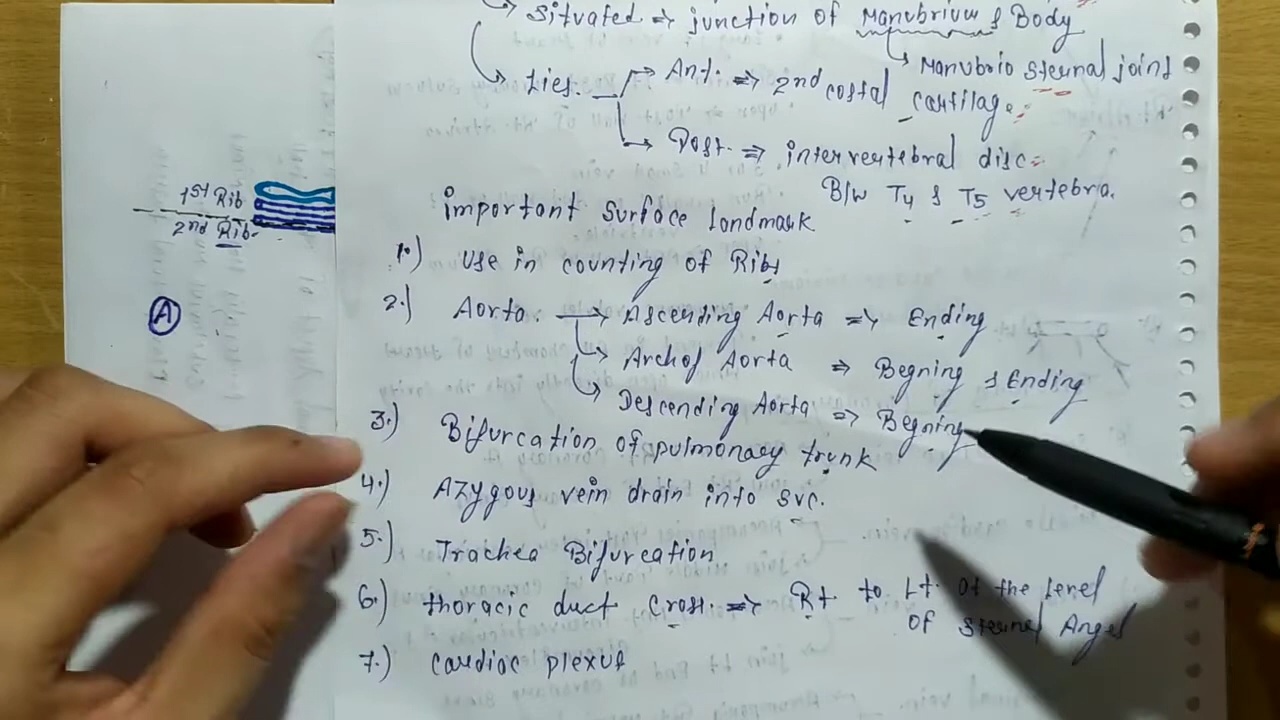 Situated => junction of Manubrium & Body
Manubrio sternal joint
Lies. Ant. => 2nd costal cartilage.
Post. => intervertebral disc
B/w T4 & T5 vertebra.
important surface landmark
1.) Use in counting of Ribs
2.) Aorta. Ascending Aorta => Ending
Arch of Aorta => Begning & Ending
Descending Aorta => Begning
3.) Bifurcation of pulmonary trunk
4.) Azygous vein drain into SVC.
5.) Trachea Bifurcation
6.) thoracic duct Cross. => Rt. to Lt. at the level
of sternal Angel
7.) cardiac plexus
1st Rib
2nd Rib.
A